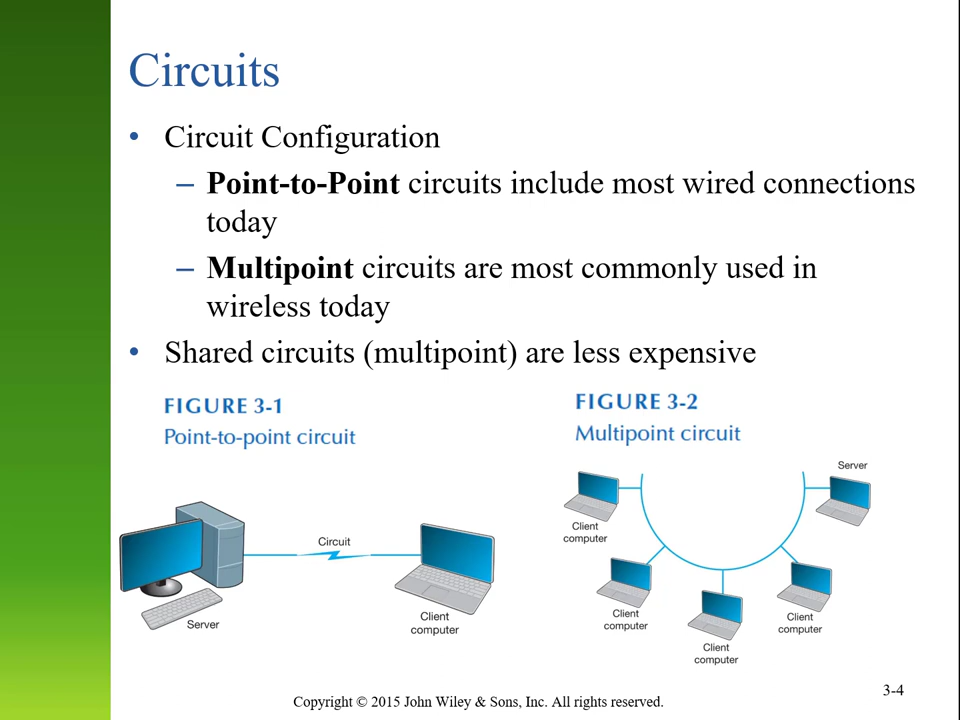 Circuits
• Circuit Configuration
– Point-to-Point circuits include most wired connections
today
– Multipoint circuits are most commonly used in
wireless today
• Shared circuits (multipoint) are less expensive
FIGURE 3-1
Point-to-point circuit
Server
Circuit
Client
computer
FIGURE 3-2
Multipoint circuit
Client
computer
Client
computer
Client
computer
Client
computer
Server
Copyright © 2015 John Wiley & Sons, Inc. All rights reserved.
3-4